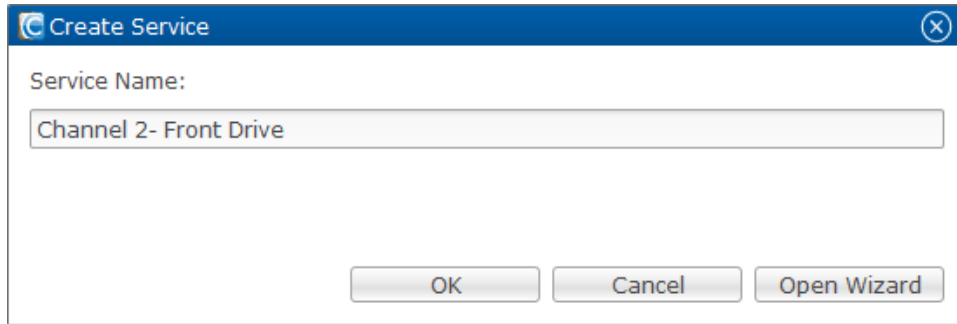 Create Service
Service Name:
Channel 2- Front Drive
OK Cancel Open Wizard